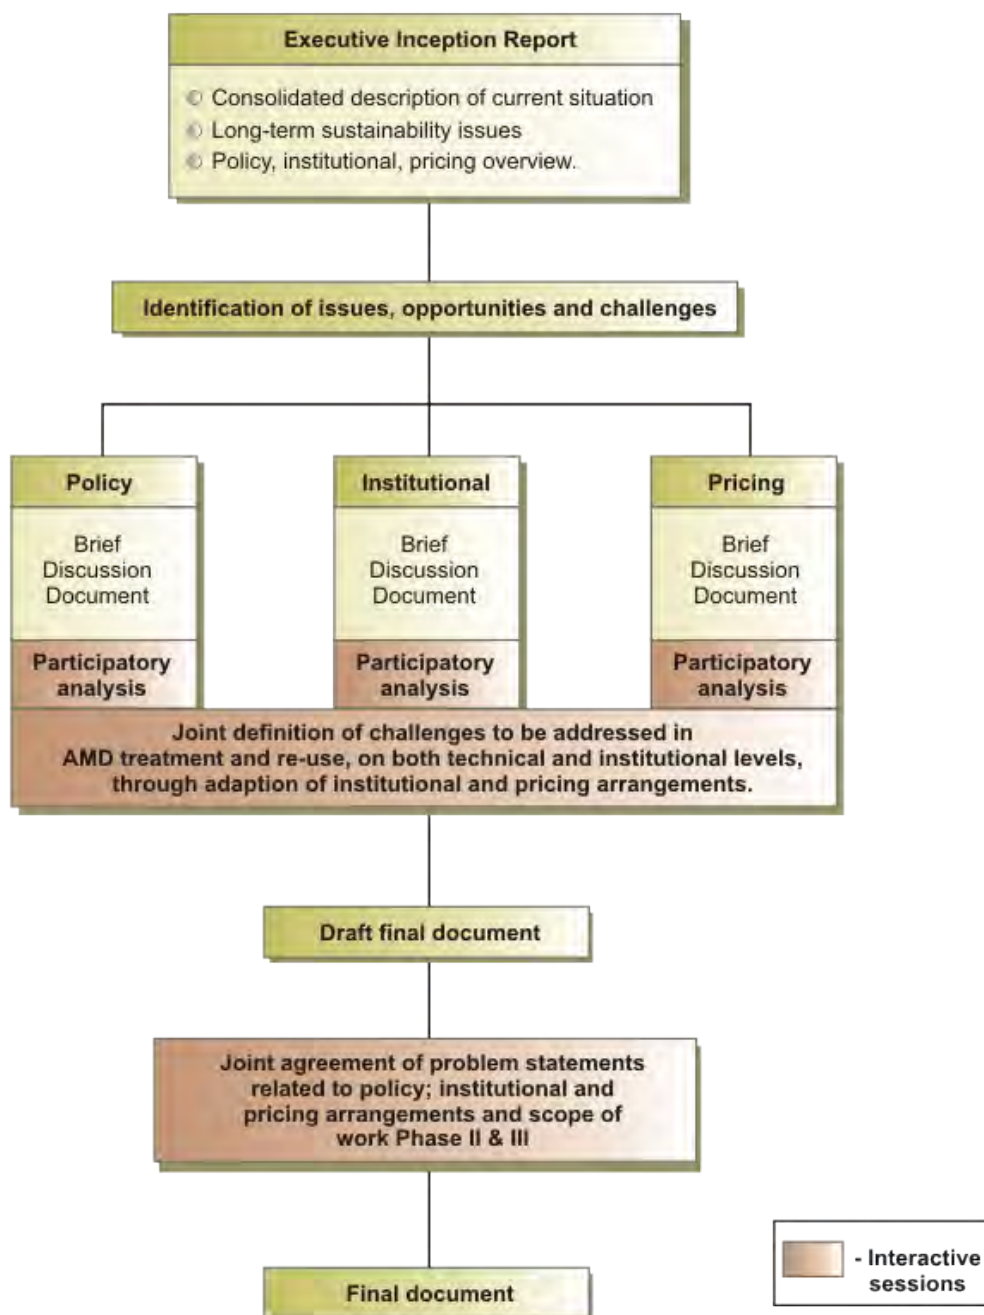 Executive Inception Report
Consolidated description of current situation
Long-term sustainability issues
Policy, institutional, pricing overview.
Identification of issues, opportunities and challenges
Policy
Brief
Discussion
Document
Participatory
analysis
Institutional
Brief
Discussion
Document
Participatory
analysis
Pricing
Brief
Discussion
Document
Participatory
analysis
Joint definition of challenges to be addressed in
AMD treatment and re-use, on both technical and institutional levels,
through adaption of institutional and pricing arrangements.
Draft final document
Joint agreement of problem statements
related to policy; institutional and
pricing arrangements and scope of
work Phase II & III
Final document
- Interactive
sessions